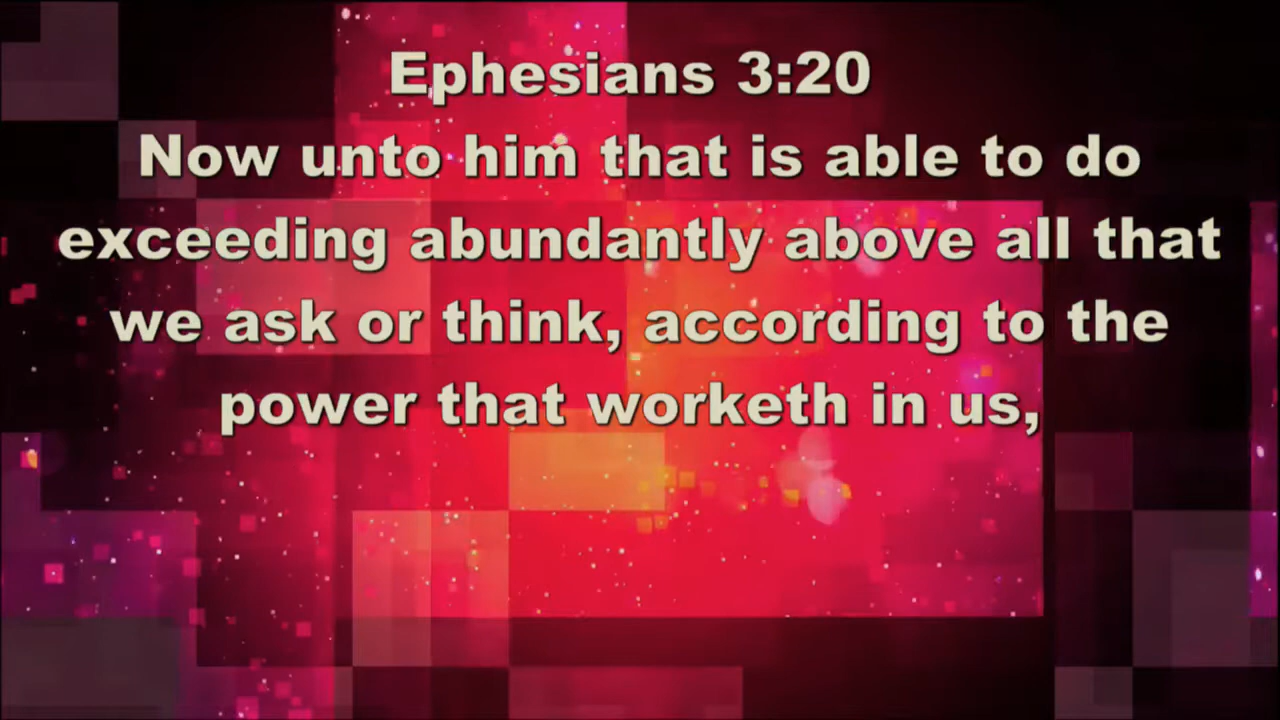 Ephesians 3:20
Now unto him that is able to do
exceeding abundantly above all that
we ask or think, according to the
power that worketh in us,